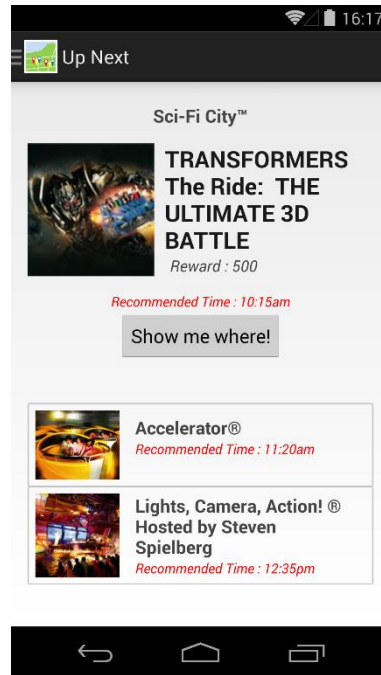 16:17
Up Next
Sci-Fi City™
TRANSFORMERS
The Ride: THE
ULTIMATE 3D
BATTLE
Reward : 500
Recommended Time : 10:15am
Show me where!
Accelerator®
Recommended Time : 11:20am
Lights, Camera, Action! ®
Hosted by Steven
Spielberg
Recommended Time : 12:35pm